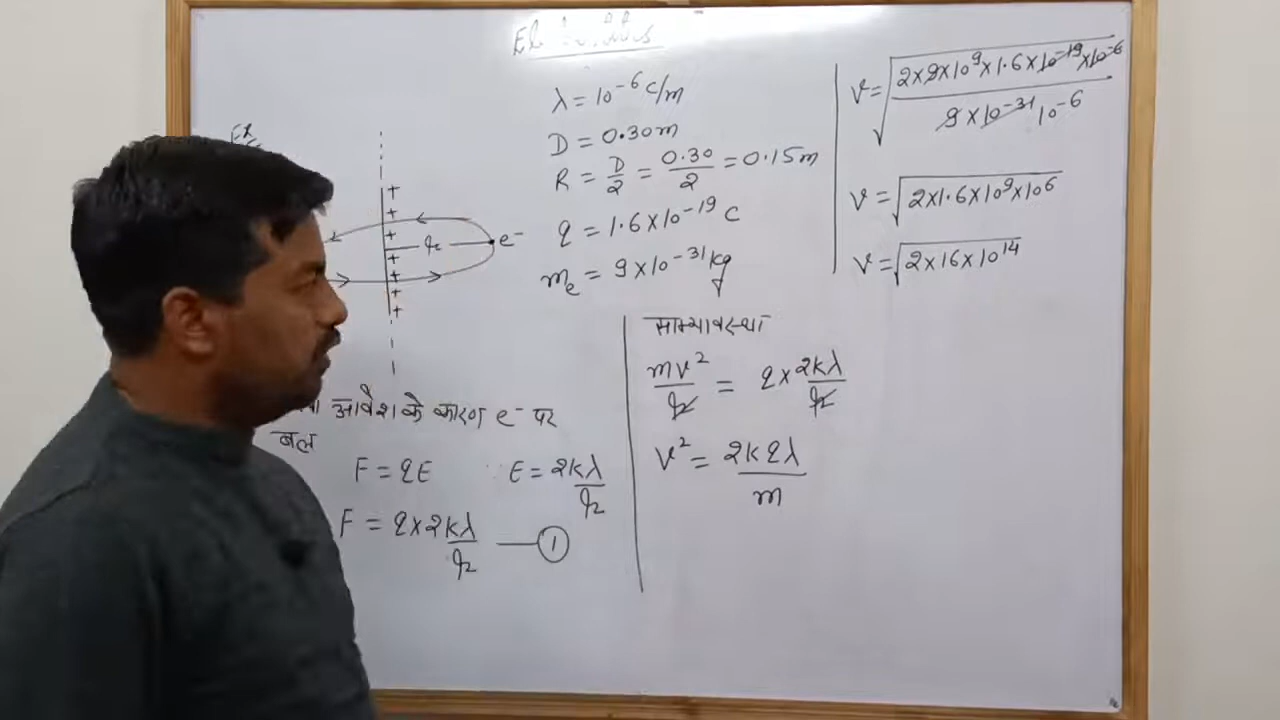 λ = 10⁻⁶ C/m
D = 0.30 m
R = D/2 = 0.30/2 = 0.15 m
q = 1.6 × 10⁻¹⁹ C
mₑ = 9 × 10⁻³¹ kg
+
+
+
+
+
+
r
e⁻
आवेश के कारण e⁻ पर
बल
F = qE E = 2Kλ/r
F = q × 2Kλ/r — ①
साम्यावस्था
mv²/r = q × 2Kλ/r
v² = 2Kqλ/m
v = √(2×9×10⁹×1.6×10⁻¹⁹×10⁻⁶ / 9×10⁻³¹ 10⁻⁶)
v = √(2×1.6×10⁹×10⁶)
v = √(2×16×10¹⁴)